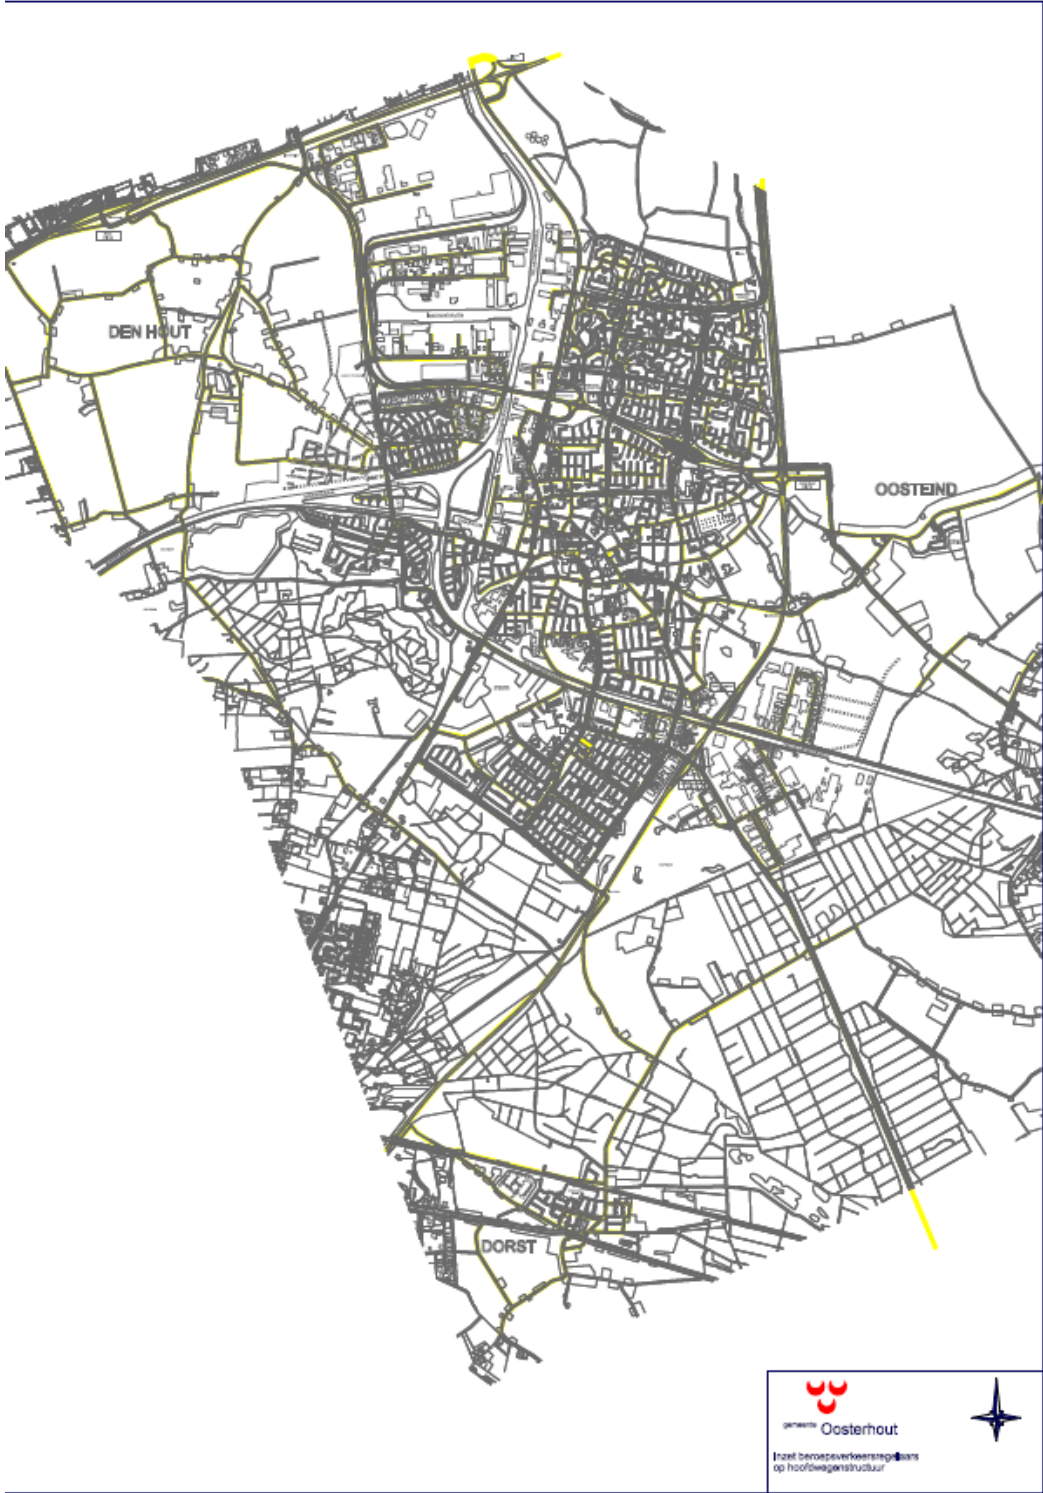 DEN HOUT
OOSTEIND
DORST
gemeente Oosterhout
Inzet beroepsverkeersregelaars
op hoofdwegenstructuur